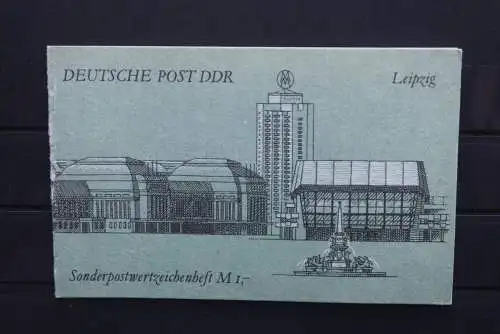 DEUTSCHE POST DDR
Leipzig
Sonderpostwertzeichenheft M 1,-